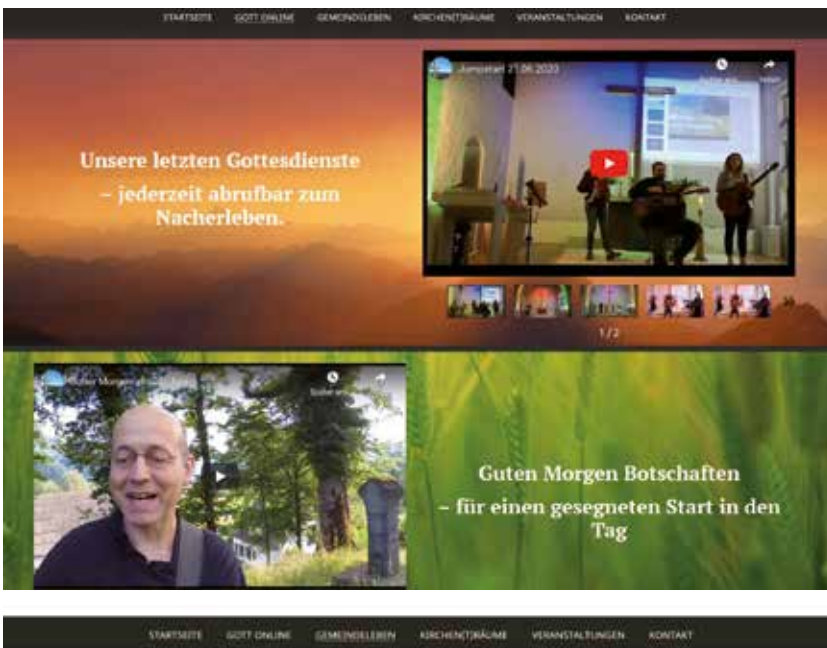 STARTSEITE GOTT ONLINE GEMEINDELEBEN KIRCHEN(T)RÄUME VERANSTALTUNGEN KONTAKT
Jumpstart 21.06.2020
Unsere letzten Gottesdienste
– jederzeit abrufbar zum
Nacherleben.
1 / 2
Guten Morgen Botschaften
– für einen gesegneten Start in den
Tag
STARTSEITE GOTT ONLINE GEMEINDELEBEN KIRCHEN(T)RÄUME VERANSTALTUNGEN KONTAKT